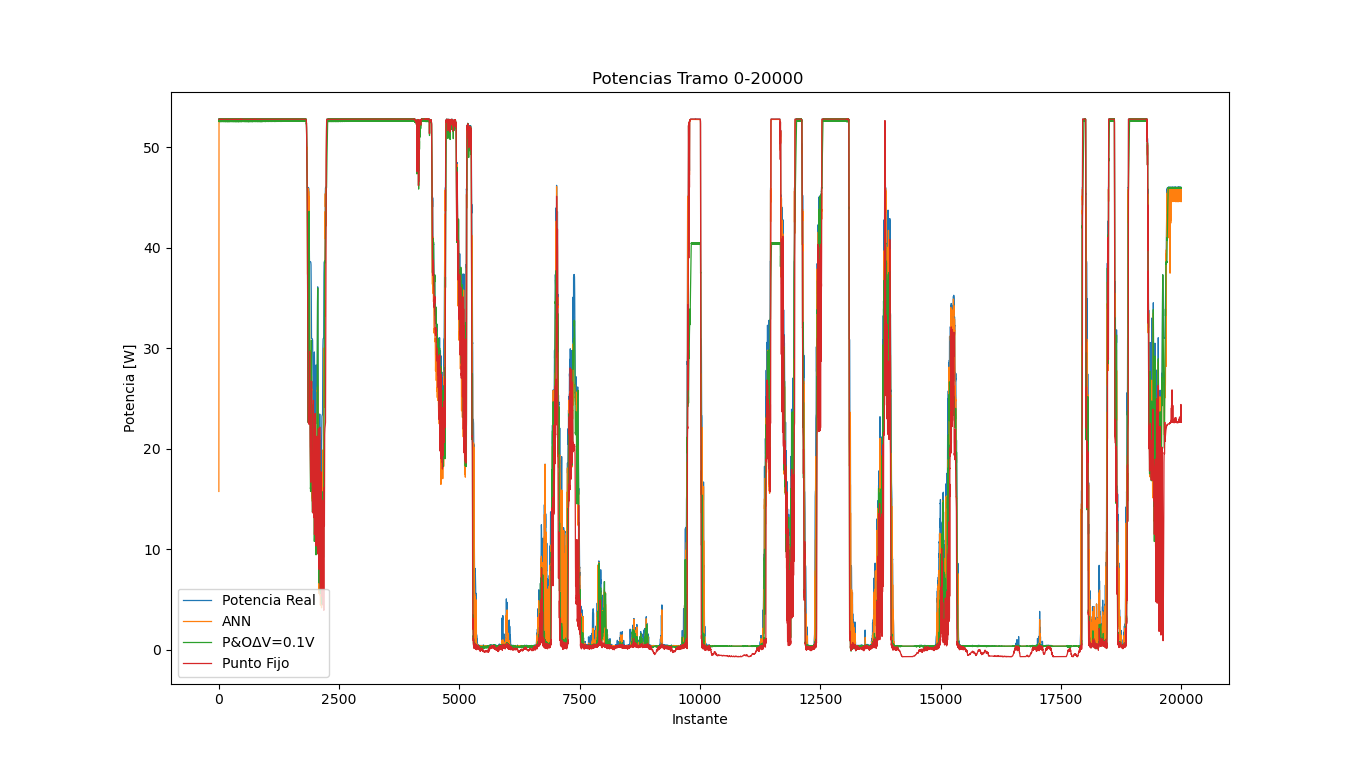 Potencias Tramo 0-20000
Potencia [W]
50
40
30
20
10
0
Potencia Real
ANN
P&OΔV=0.1V
Punto Fijo
0
2500
5000
7500
10000
12500
15000
17500
20000
Instante